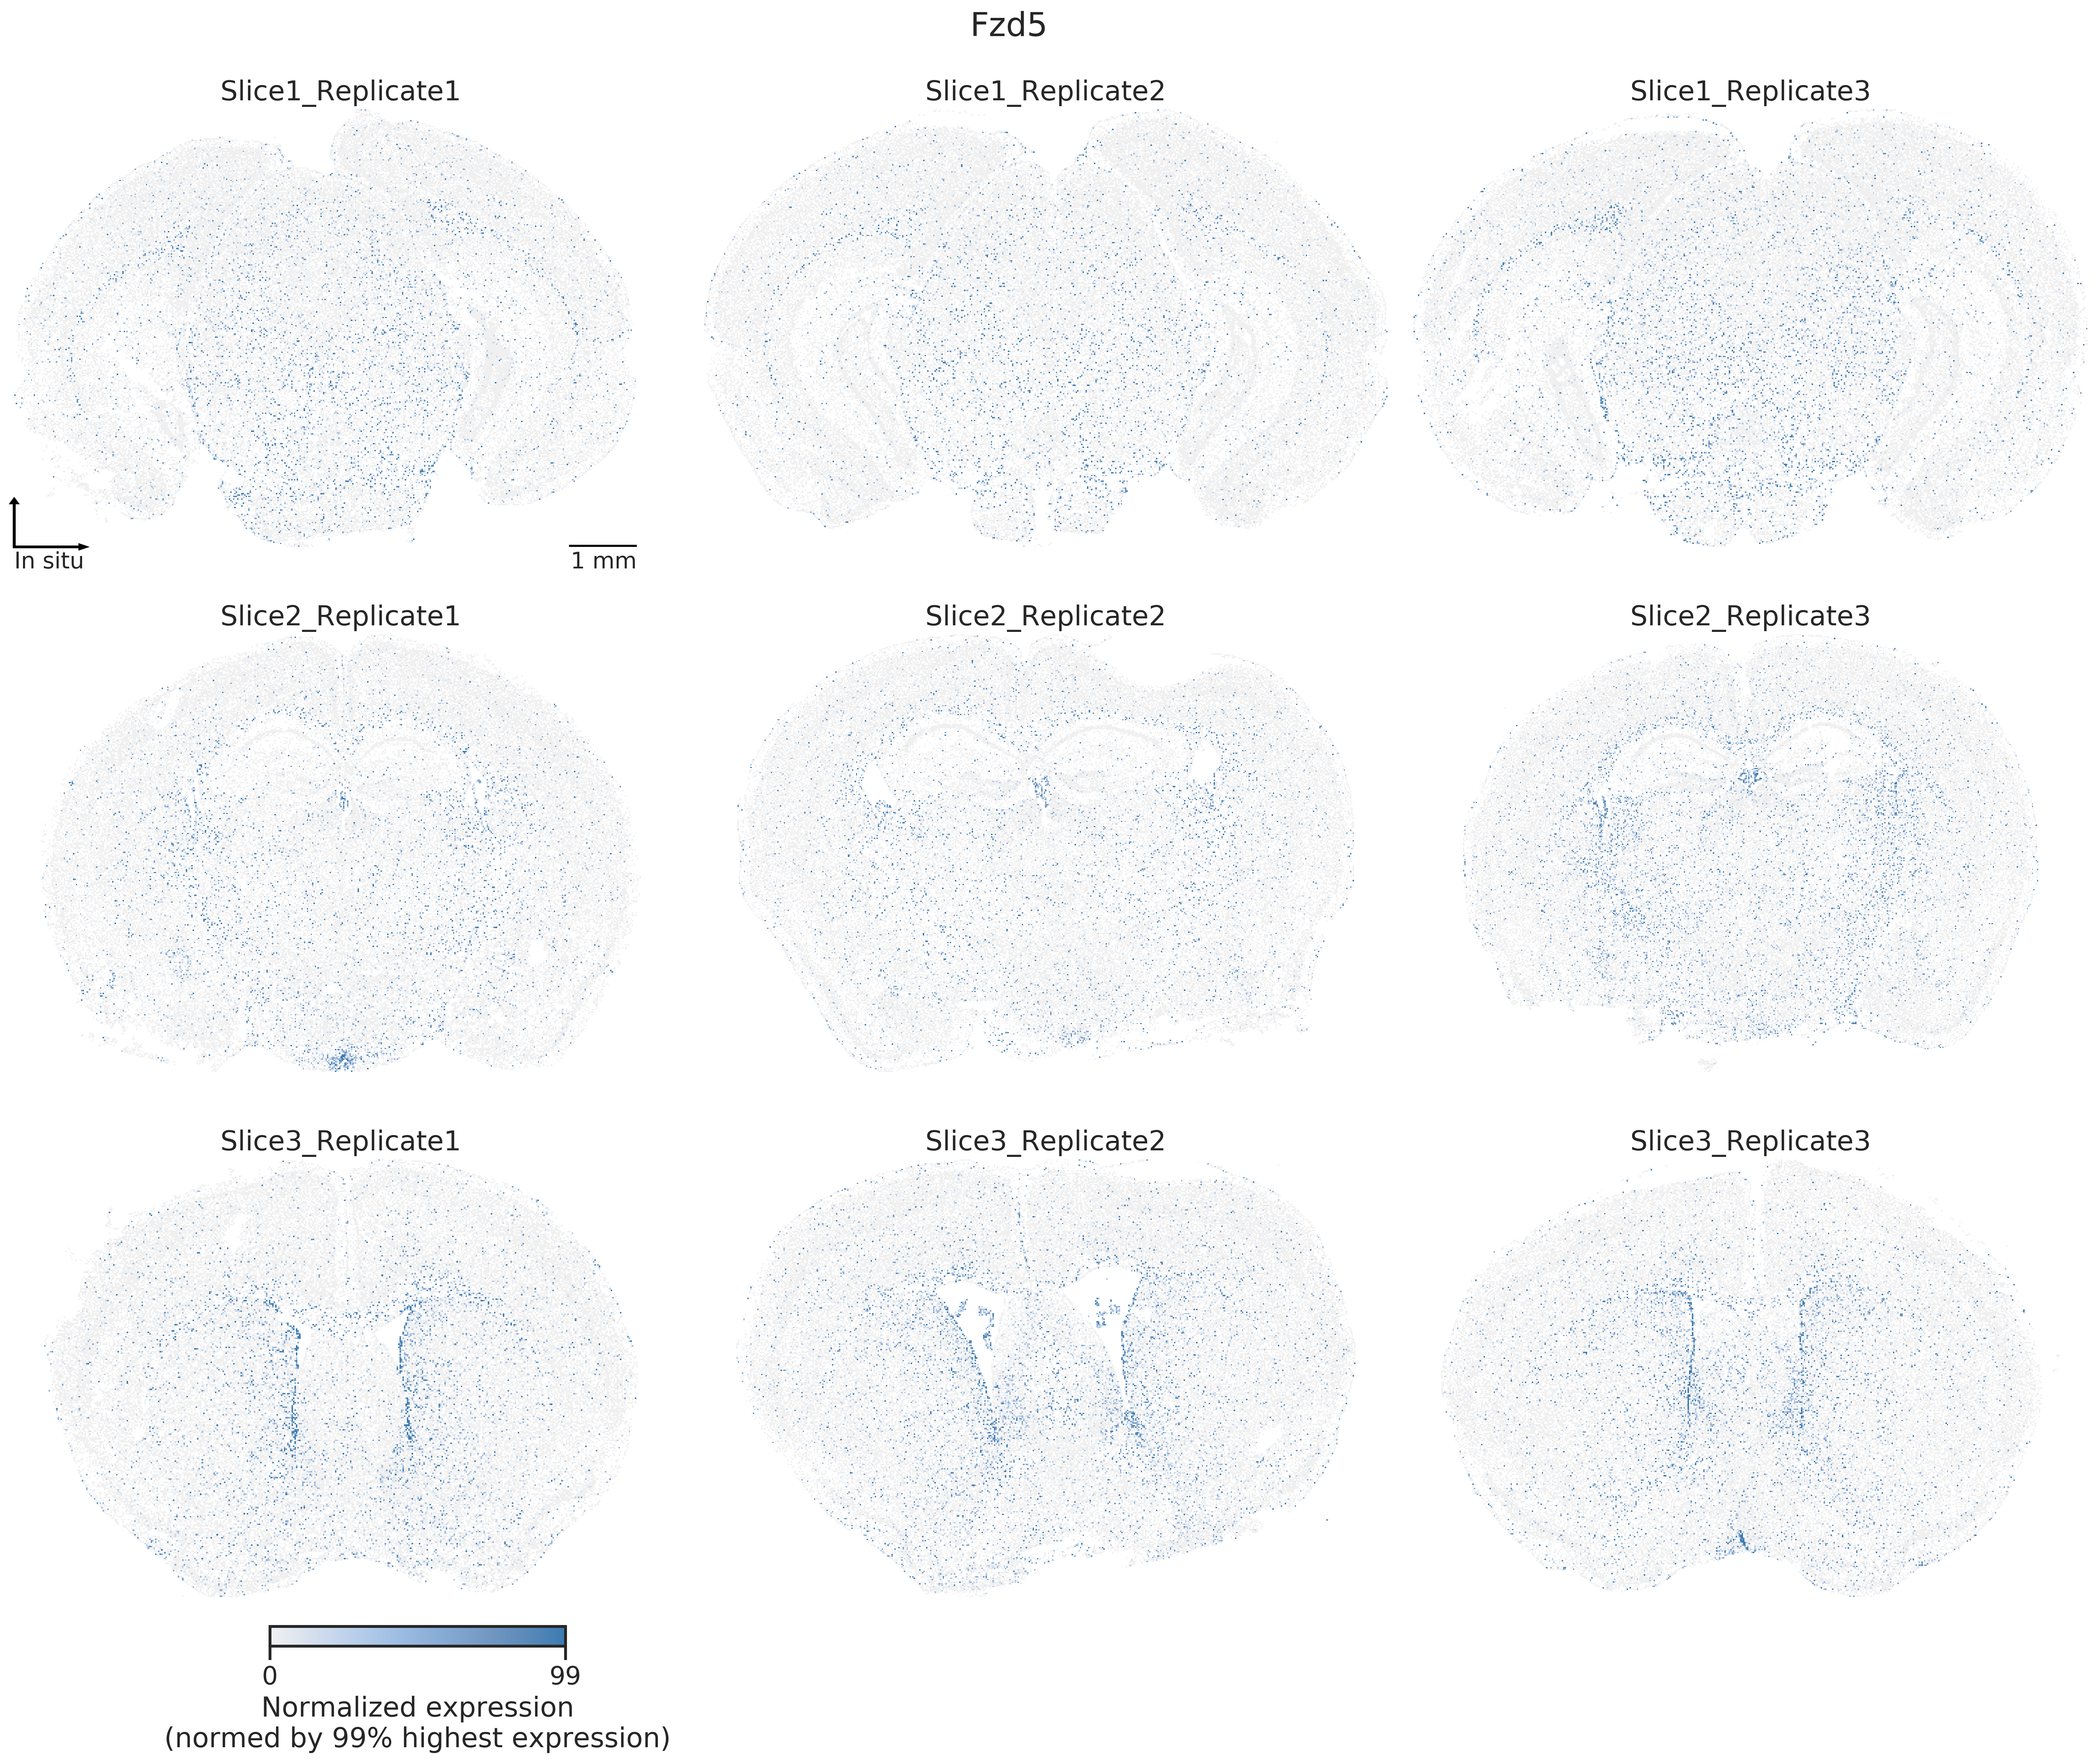 Fzd5
Slice1_Replicate1
Slice1_Replicate2
Slice1_Replicate3
In situ
1 mm
Slice2_Replicate1
Slice2_Replicate2
Slice2_Replicate3
Slice3_Replicate1
Slice3_Replicate2
Slice3_Replicate3
0
99
Normalized expression
(normed by 99% highest expression)